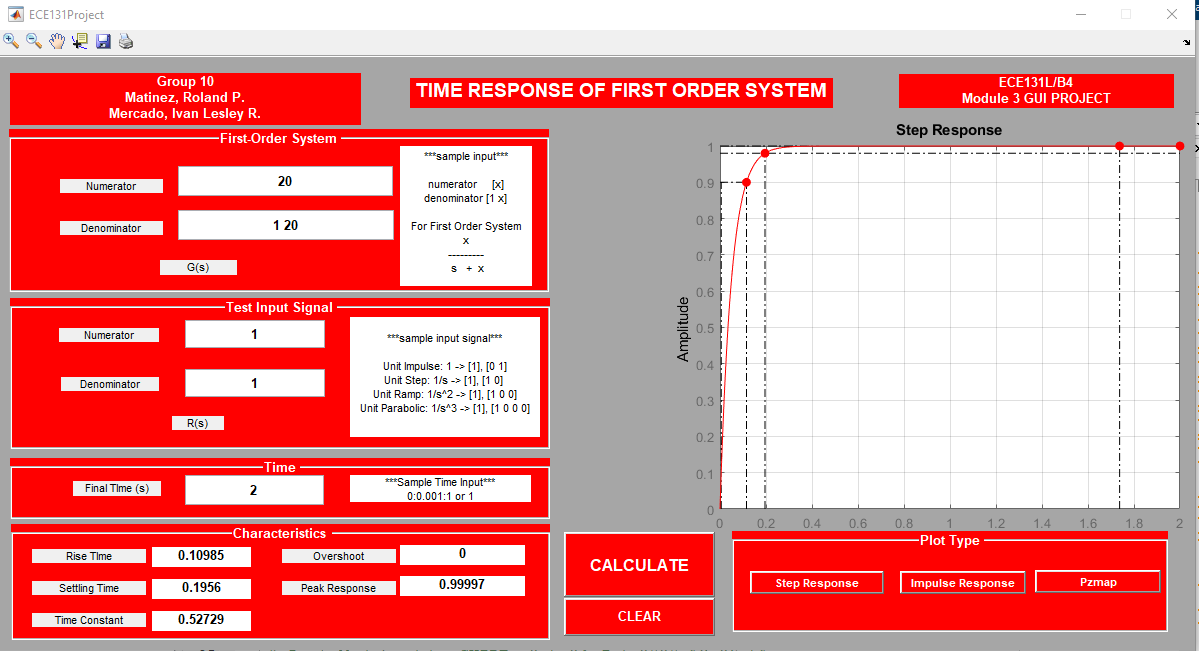 ECE131Project
Group 10
Matinez, Roland P.
Mercado, Ivan Lesley R.
TIME RESPONSE OF FIRST ORDER SYSTEM
ECE131L/B4
Module 3 GUI PROJECT
First-Order System
Numerator
20
Denominator
1 20
G(s)
***sample input***
numerator [x]
denominator [1 x]
For First Order System
x
---------
s + x
Test Input Signal
Numerator
1
Denominator
1
R(s)
***sample input signal***
Unit Impulse: 1 -> [1], [0 1]
Unit Step: 1/s -> [1], [1 0]
Unit Ramp: 1/s^2 -> [1], [1 0 0]
Unit Parabolic: 1/s^3 -> [1], [1 0 0 0]
Time
Final TIme (s)
2
***Sample Time Input***
0:0.001:1 or 1
Characteristics
Rise TIme
0.10985
Overshoot
0
Settling Time
0.1956
Peak Response
0.99997
Time Constant
0.52729
CALCULATE
CLEAR
Step Response
Amplitude
1
0.9
0.8
0.7
0.6
0.5
0.4
0.3
0.2
0.1
0
0 0.2 0.4 0.6 0.8 1 1.2 1.4 1.6 1.8 2
Plot Type
Step Response
Impulse Response
Pzmap